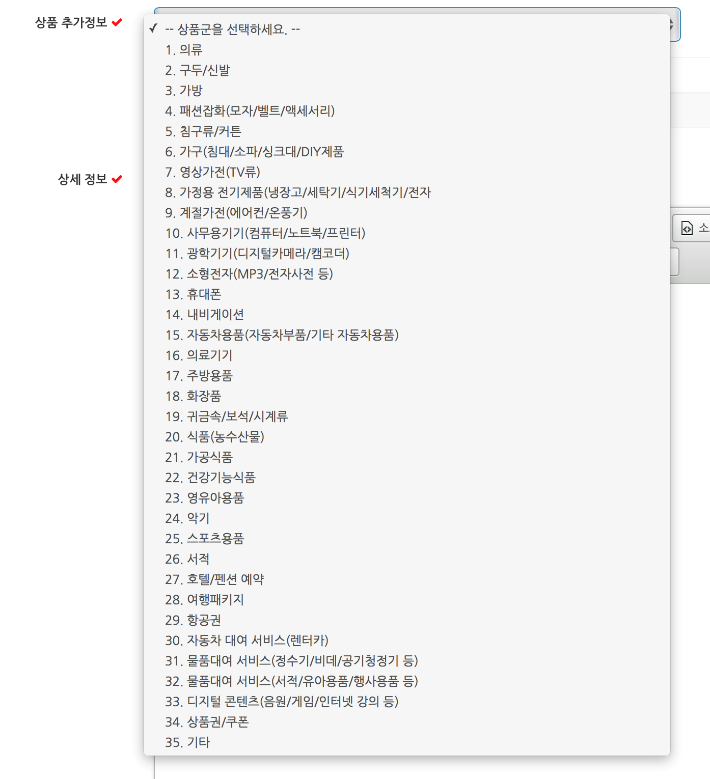 상품 추가정보
-- 상품군을 선택하세요. --
1. 의류
2. 구두/신발
3. 가방
4. 패션잡화(모자/벨트/액세서리)
5. 침구류/커튼
6. 가구(침대/소파/싱크대/DIY제품
7. 영상가전(TV류)
상세 정보
8. 가정용 전기제품(냉장고/세탁기/식기세척기/전자
9. 계절가전(에어컨/온풍기)
소
10. 사무용기기(컴퓨터/노트북/프린터)
11. 광학기기(디지털카메라/캠코더)
12. 소형전자(MP3/전자사전 등)
13. 휴대폰
14. 내비게이션
15. 자동차용품(자동차부품/기타 자동차용품)
16. 의료기기
17. 주방용품
18. 화장품
19. 귀금속/보석/시계류
20. 식품(농수산물)
21. 가공식품
22. 건강기능식품
23. 영유아용품
24. 악기
25. 스포츠용품
26. 서적
27. 호텔/펜션 예약
28. 여행패키지
29. 항공권
30. 자동차 대여 서비스(렌터카)
31. 물품대여 서비스(정수기/비데/공기청정기 등)
32. 물품대여 서비스(서적/유아용품/행사용품 등)
33. 디지털 콘텐츠(음원/게임/인터넷 강의 등)
34. 상품권/쿠폰
35. 기타